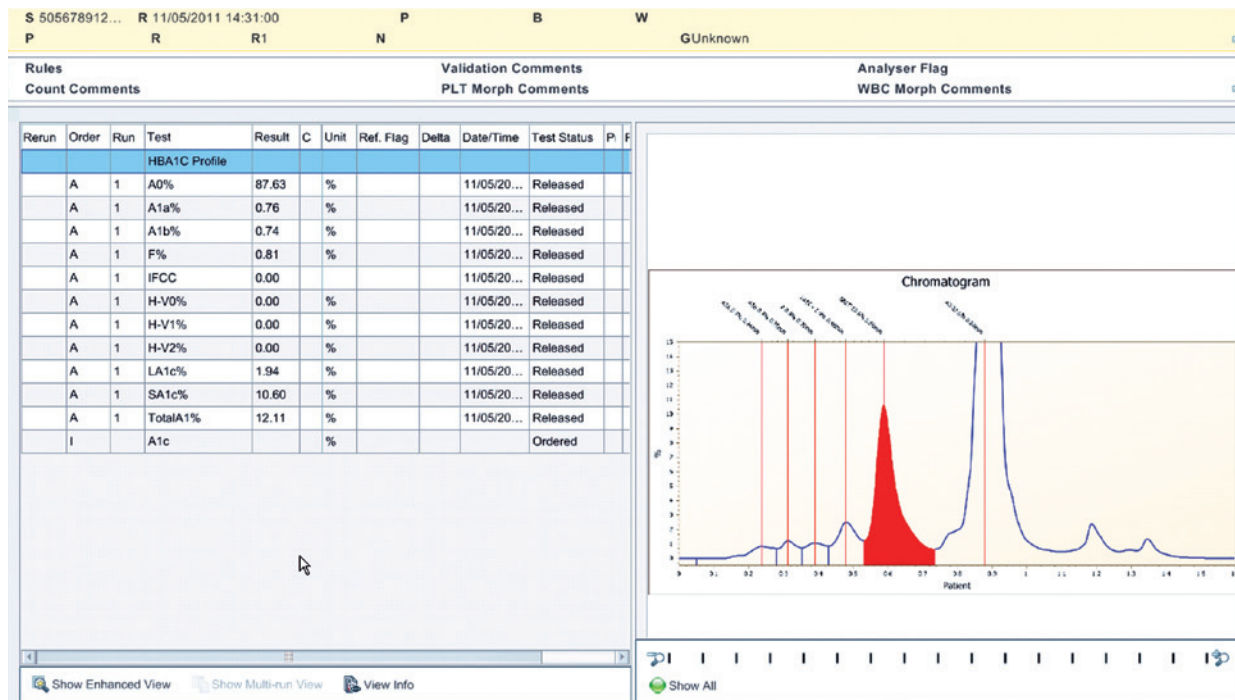 S 505678912... R 11/05/2011 14:31:00 P B W
P R R1 N GUnknown
Rules Validation Comments Analyser Flag
Count Comments PLT Morph Comments WBC Morph Comments
Rerun Order Run Test Result C Unit Ref. Flag Delta Date/Time Test Status P
HBA1C Profile
A 1 A0% 87.63 % 11/05/20... Released
A 1 A1a% 0.76 % 11/05/20... Released
A 1 A1b% 0.74 % 11/05/20... Released
A 1 F% 0.81 % 11/05/20... Released
A 1 IFCC 0.00 11/05/20... Released
A 1 H-V0% 0.00 % 11/05/20... Released
A 1 H-V1% 0.00 % 11/05/20... Released
A 1 H-V2% 0.00 % 11/05/20... Released
A 1 LA1c% 1.94 % 11/05/20... Released
A 1 SA1c% 10.60 % 11/05/20... Released
A 1 TotalA1% 12.11 % 11/05/20... Released
I A1c % Ordered
Chromatogram
%
Patient
Show Enhanced View Show Multi-run View View Info
Show All